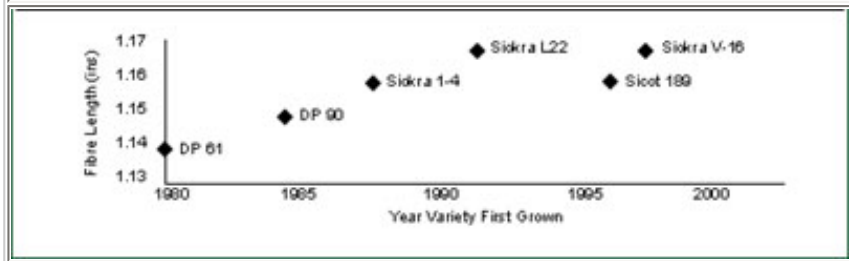 1.17
Siokra L22
Siokra V-16
1.16
Siokra 1-4
Sicot 189
1.15
DP 90
1.14
DP 61
1.13
Fibre Length (ins)
1980 1985 1990 1995 2000
Year Variety First Grown